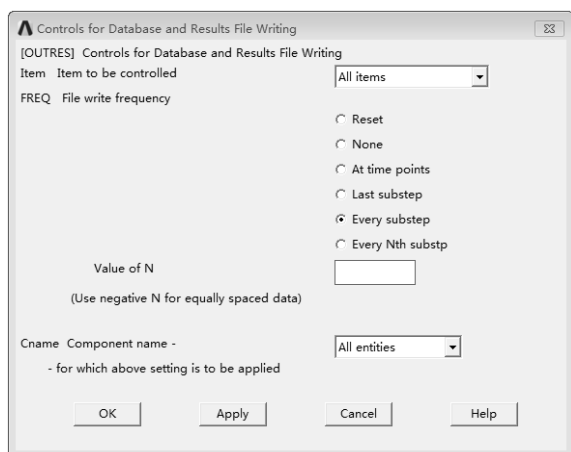 Controls for Database and Results File Writing
[OUTRES] Controls for Database and Results File Writing
Item Item to be controlled
All items
FREQ File write frequency
Reset
None
At time points
Last substep
Every substep
Every Nth substp
Value of N
(Use negative N for equally spaced data)
Cname Component name -
All entities
- for which above setting is to be applied
OK Apply Cancel Help